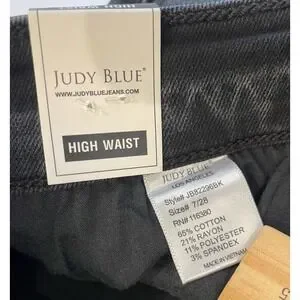 JUDY BLUE®
WWW.JUDYBLUEJEANS.COM
HIGH WAIST
JUDY BLUE®
LOS ANGELES
Style# JB82296BK
Size# 7/28
RN# 116380
65% COTTON
21% RAYON
11% POLYESTER
3% SPANDEX
MADE IN VIETNAM